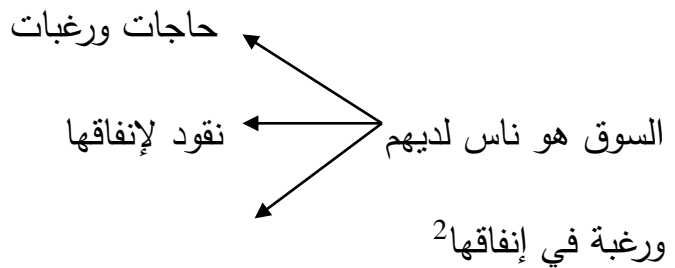 حاجات ورغبات
السوق هو ناس لديهم نقود لإنفاقها
ورغبة في إنفاقها2